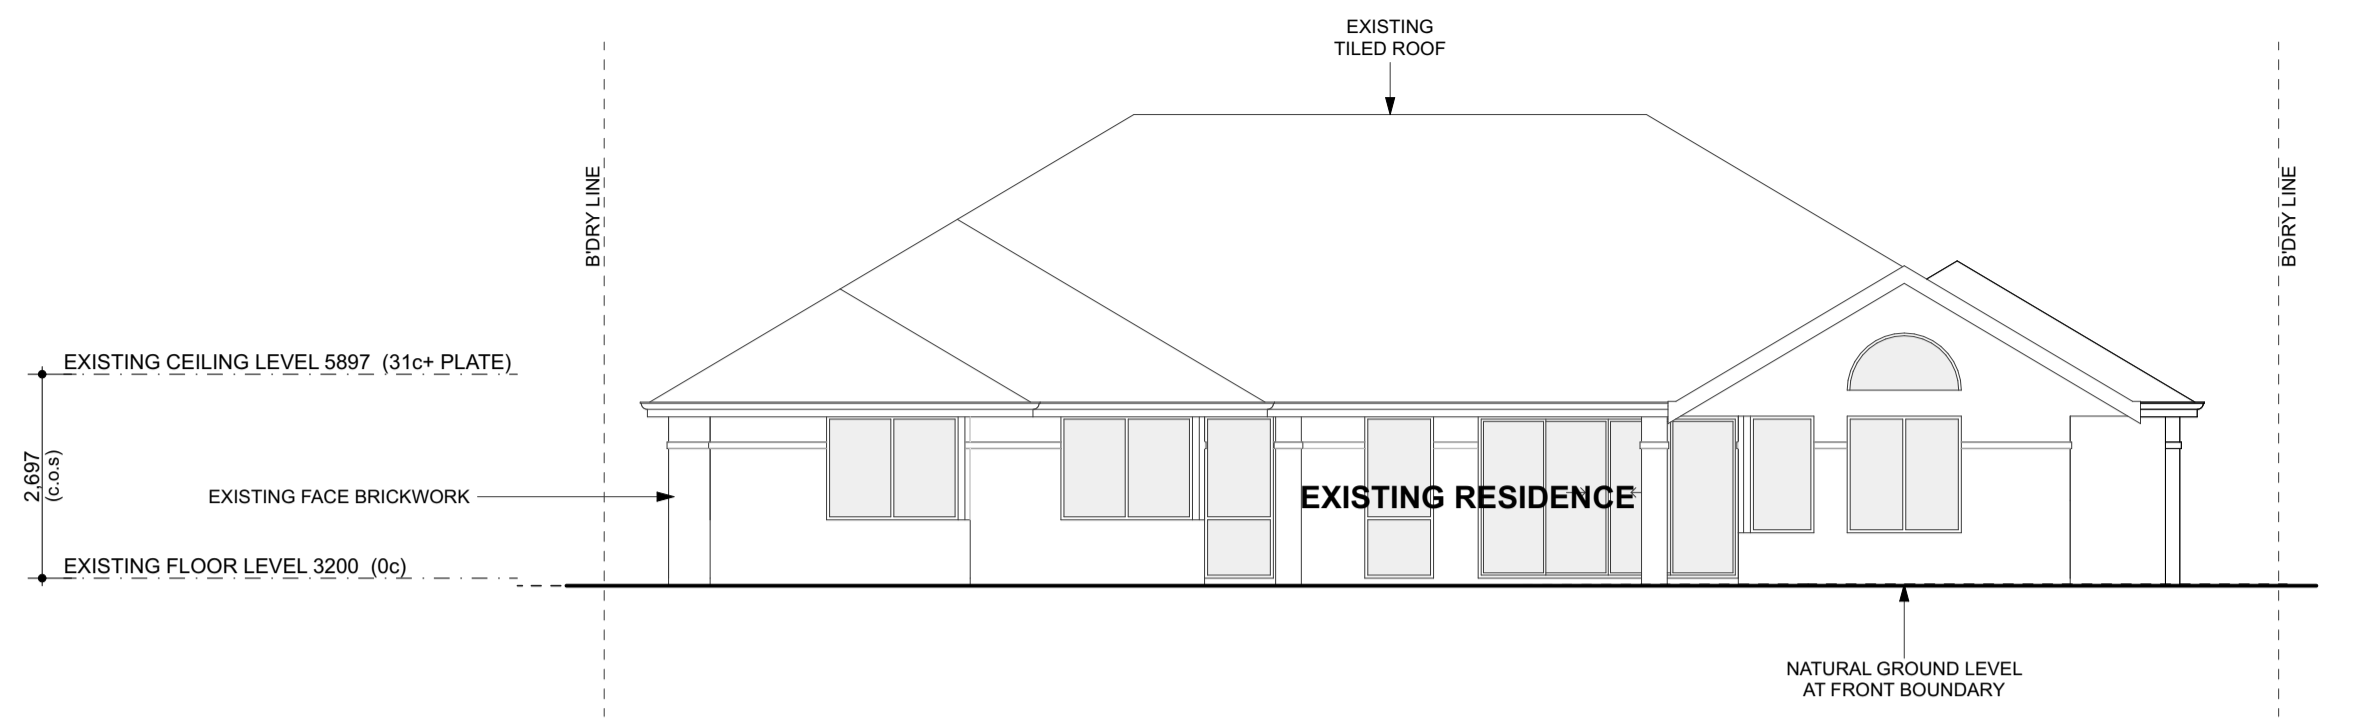 EXISTING
TILED ROOF
B'DRY LINE
B'DRY LINE
EXISTING CEILING LEVEL 5897 (31c+ PLATE)
2,697
(c.o.s)
EXISTING FACE BRICKWORK
EXISTING RESIDENCE
EXISTING FLOOR LEVEL 3200 (0c)
NATURAL GROUND LEVEL
AT FRONT BOUNDARY